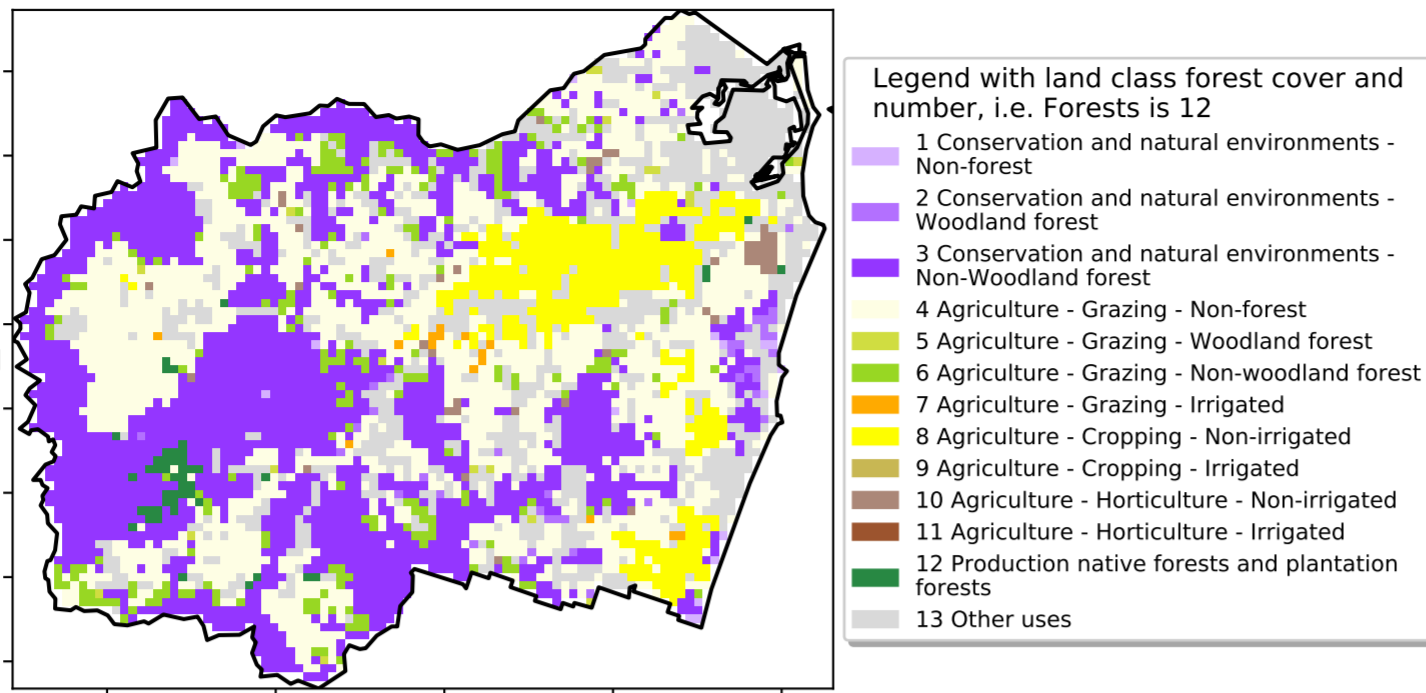 Legend with land class forest cover and
number, i.e. Forests is 12
1 Conservation and natural environments -
Non-forest
2 Conservation and natural environments -
Woodland forest
3 Conservation and natural environments -
Non-Woodland forest
4 Agriculture - Grazing - Non-forest
5 Agriculture - Grazing - Woodland forest
6 Agriculture - Grazing - Non-woodland forest
7 Agriculture - Grazing - Irrigated
8 Agriculture - Cropping - Non-irrigated
9 Agriculture - Cropping - Irrigated
10 Agriculture - Horticulture - Non-irrigated
11 Agriculture - Horticulture - Irrigated
12 Production native forests and plantation
forests
13 Other uses